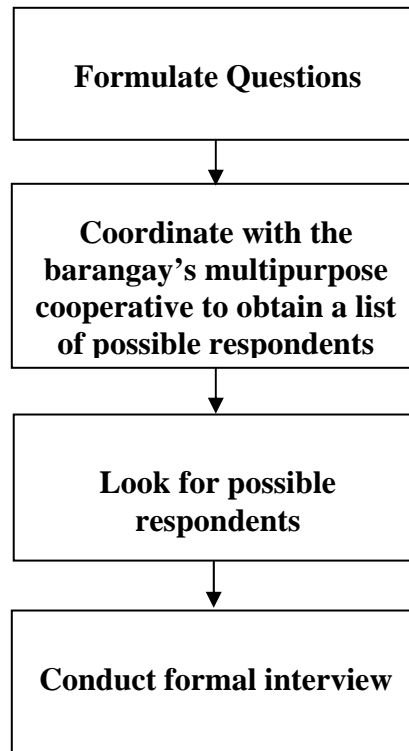 Formulate Questions
Coordinate with the
barangay’s multipurpose
cooperative to obtain a list
of possible respondents
Look for possible
respondents
Conduct formal interview